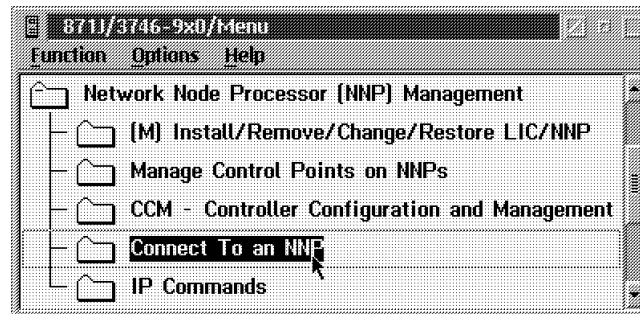 871J/3746-9x0/Menu
Function Options Help
Network Node Processor (NNP) Management
(M) Install/Remove/Change/Restore LIC/NNP
Manage Control Points on NNPs
CCM - Controller Configuration and Management
Connect To an NNP
IP Commands